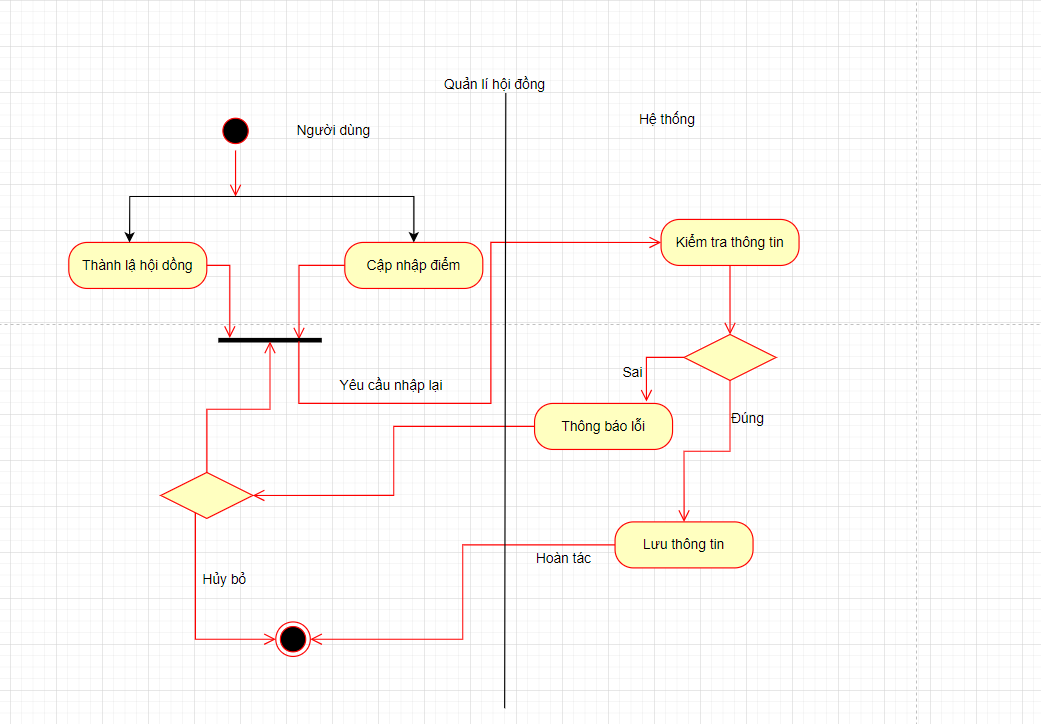 Quản lí hội đồng
Người dùng
Hệ thống
Thành lậ hội dồng
Cập nhập điểm
Kiểm tra thông tin
Yêu cầu nhập lại
Sai
Đúng
Thông báo lỗi
Lưu thông tin
Hoàn tác
Hủy bỏ